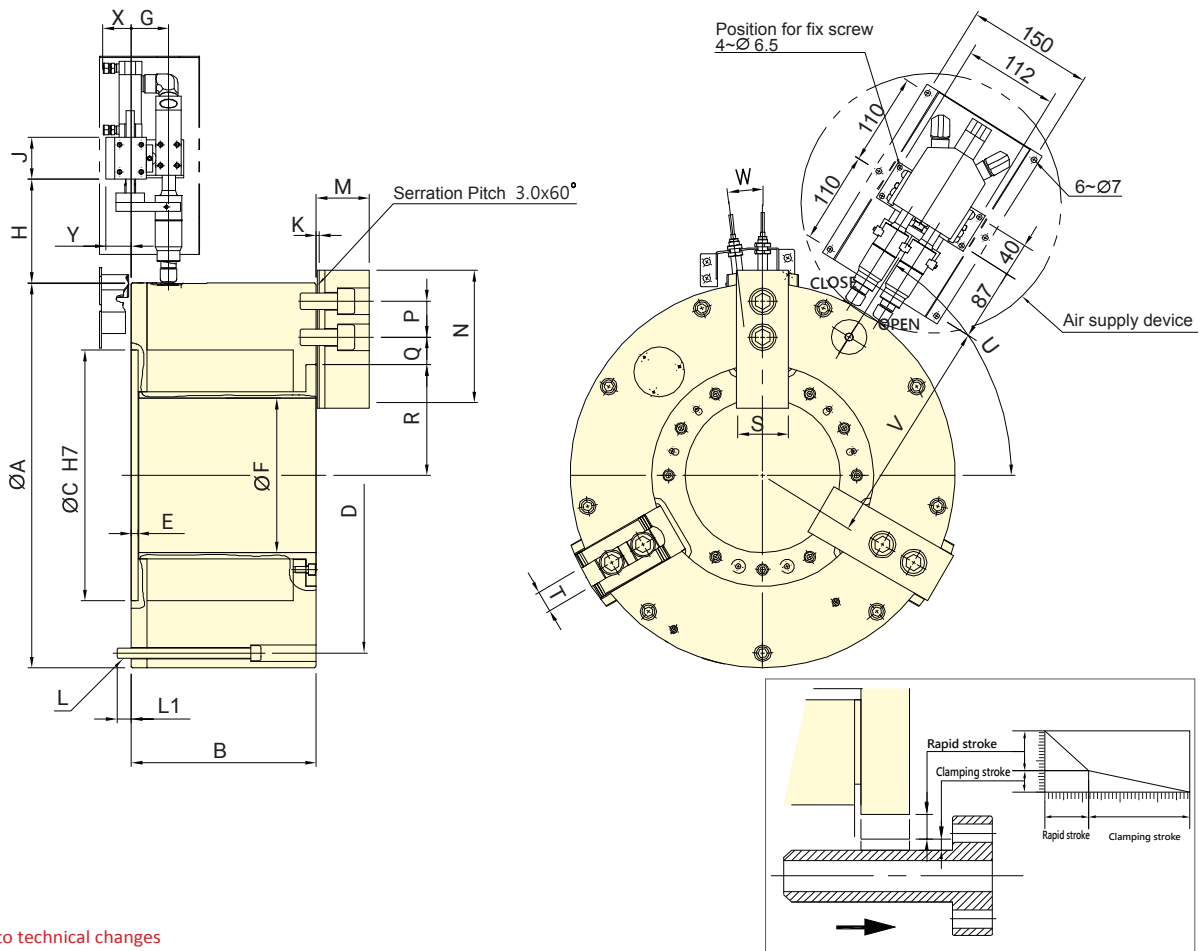 X G
J
H
Y
ØA
ØC H7
E
ØF
L
L1
B
K
M
Serration Pitch 3.0x60°
P
N
Q
R
D
Position for fix screw
4~Ø 6.5
150
112
110
110
6~Ø7
40
87
Air supply device
W
CLOSE
OPEN
U
V
S
T
Rapid stroke
Clamping stroke
Rapid stroke
Clamping stroke
to technical changes